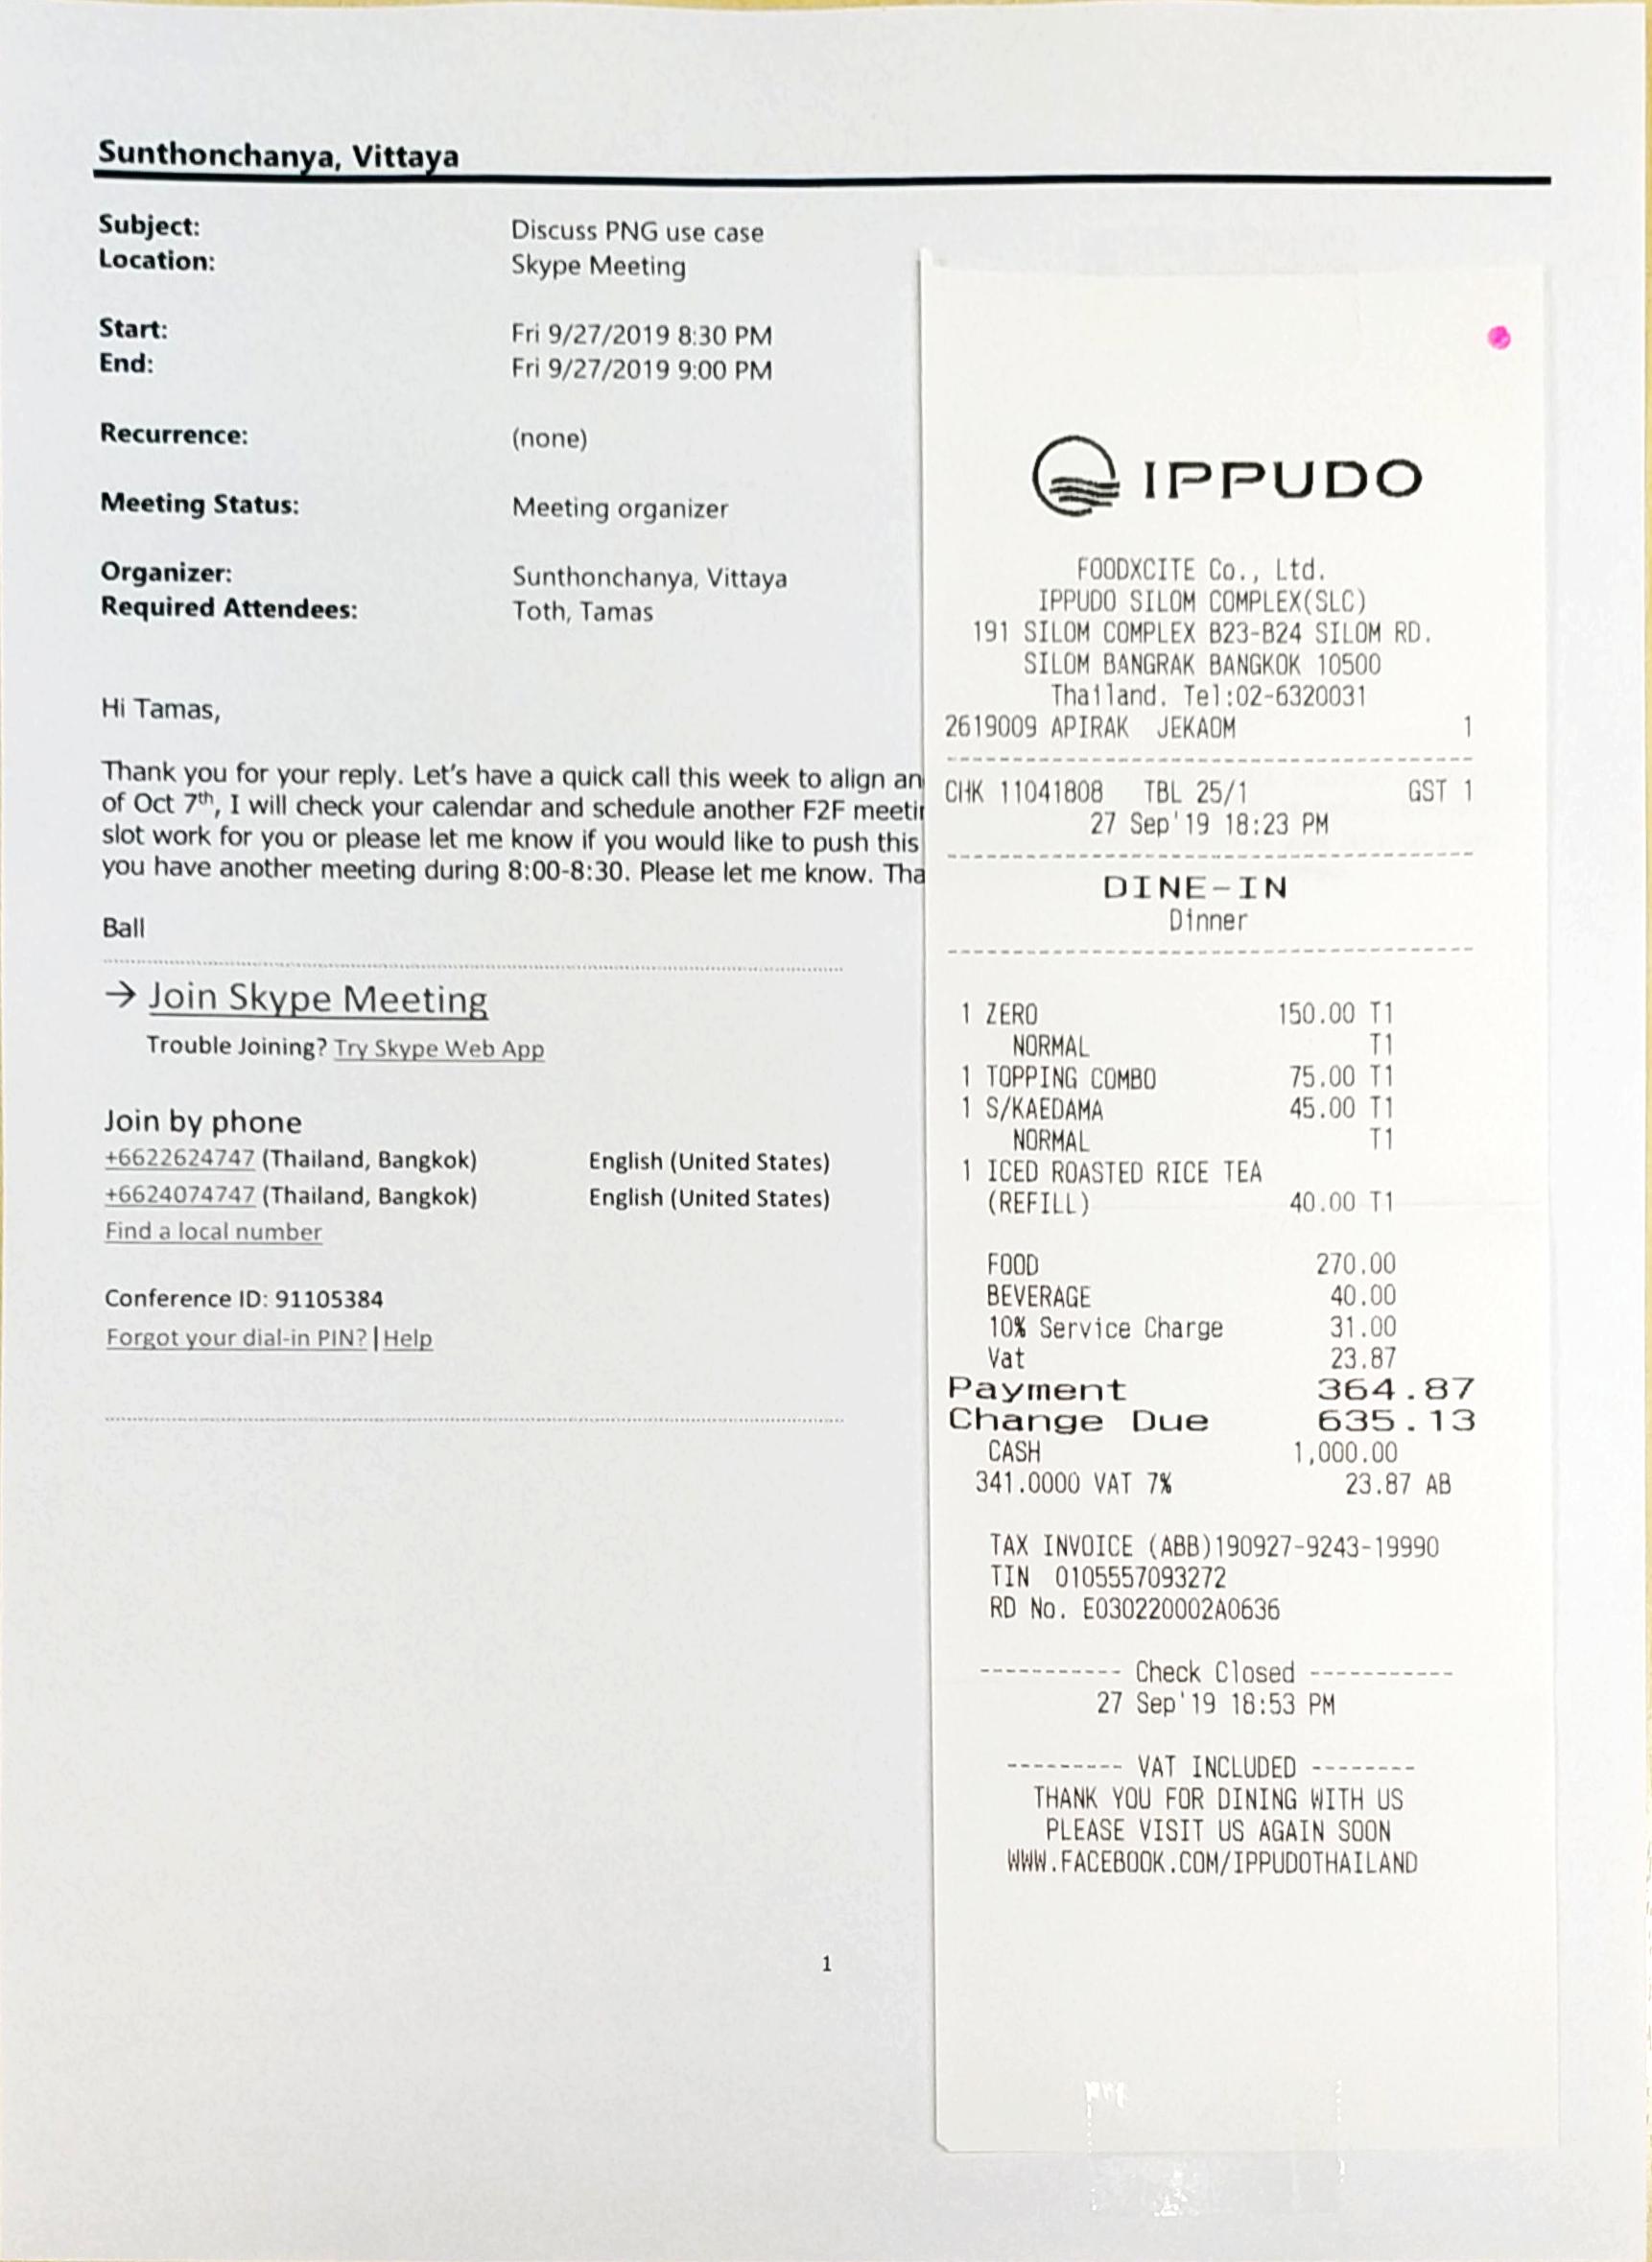 Sunthonchanya, Vittaya
Subject: Discuss PNG use case
Location: Skype Meeting
Start: Fri 9/27/2019 8:30 PM
End: Fri 9/27/2019 9:00 PM
Recurrence: (none)
Meeting Status: Meeting organizer
Organizer: Sunthonchanya, Vittaya
Required Attendees: Toth, Tamas
Hi Tamas,
Thank you for your reply. Let's have a quick call this week to align an
of Oct 7th, I will check your calendar and schedule another F2F
slot work for you or please let me know if you would like to push this
you have another meeting during 8:00-8:30. Please let me know.
Ball
→ Join Skype Meeting
Trouble Joining? Try Skype Web App
Join by phone
+6622624747 (Thailand, Bangkok) English (United States)
+6624074747 (Thailand, Bangkok) English (United States)
Find a local number
Conference ID: 91105384
Forgot your dial-in PIN? | Help
1
IPPUDO
FOODXCITE Co., Ltd.
IPPUDO SILOM COMPLEX(SLC)
191 SILOM COMPLEX B23-B24 SILOM RD.
SILOM BANGRAK BANGKOK 10500
Thailand. Tel:02-6320031
2619009 APIRAK JEKAOM 1
CHK 11041808 TBL 25/1 GST 1
27 Sep'19 18:23 PM
DINE-IN
Dinner
1 ZERO 150.00 T1
NORMAL T1
1 TOPPING COMBO 75.00 T1
1 S/KAEDAMA 45.00 T1
NORMAL T1
1 ICED ROASTED RICE TEA
(REFILL) 40.00 T1
FOOD 270.00
BEVERAGE 40.00
10% Service Charge 31.00
Vat 23.87
Payment 364.87
Change Due 635.13
CASH 1,000.00
341.0000 VAT 7% 23.87 AB
TAX INVOICE (ABB)190927-9243-19990
TIN 0105557093272
RD No. E030220002A0636
----------- Check Closed -----------
27 Sep'19 18:53 PM
--------- VAT INCLUDED --------
THANK YOU FOR DINING WITH US
PLEASE VISIT US AGAIN SOON
WWW.FACEBOOK.COM/IPPUDOTHAILAND